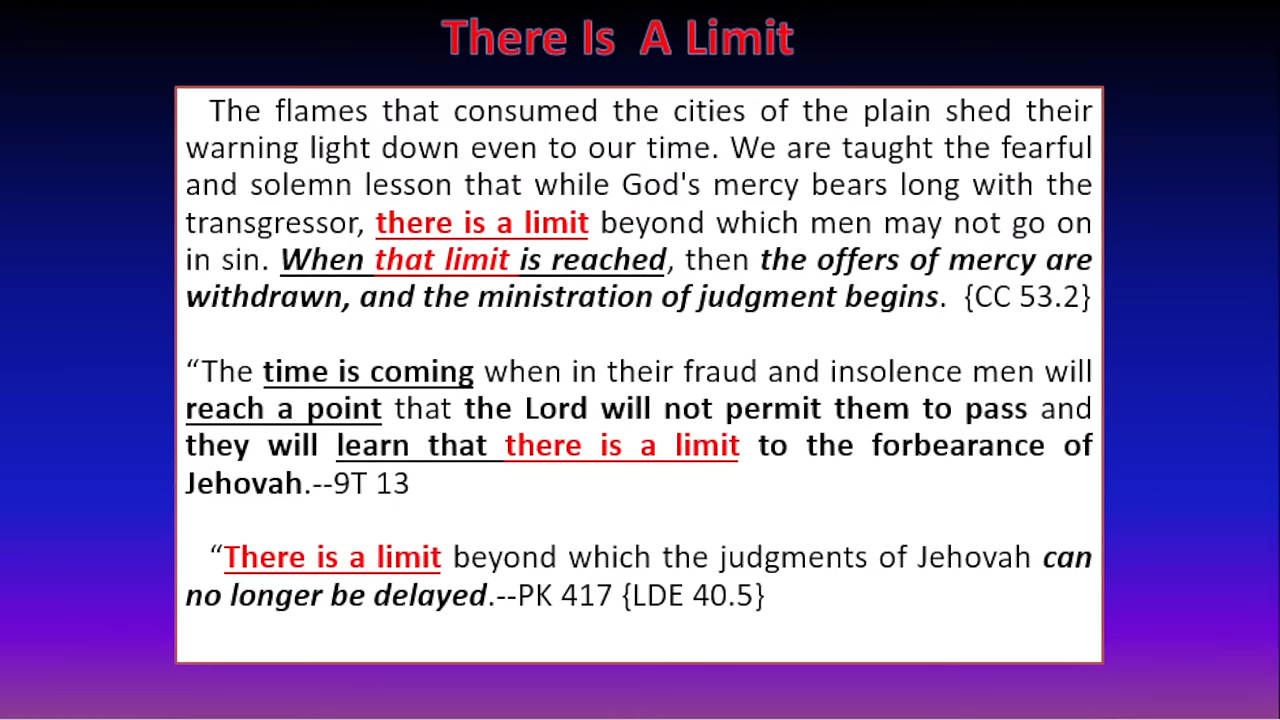 There Is A Limit
The flames that consumed the cities of the plain shed their
warning light down even to our time. We are taught the fearful
and solemn lesson that while God's mercy bears long with the
transgressor, there is a limit beyond which men may not go on
in sin. When that limit is reached, then the offers of mercy are
withdrawn, and the ministration of judgment begins. {CC 53.2}
“The time is coming when in their fraud and insolence men will
reach a point that the Lord will not permit them to pass and
they will learn that there is a limit to the forbearance of
Jehovah.--9T 13
“There is a limit beyond which the judgments of Jehovah can
no longer be delayed.--PK 417 {LDE 40.5}